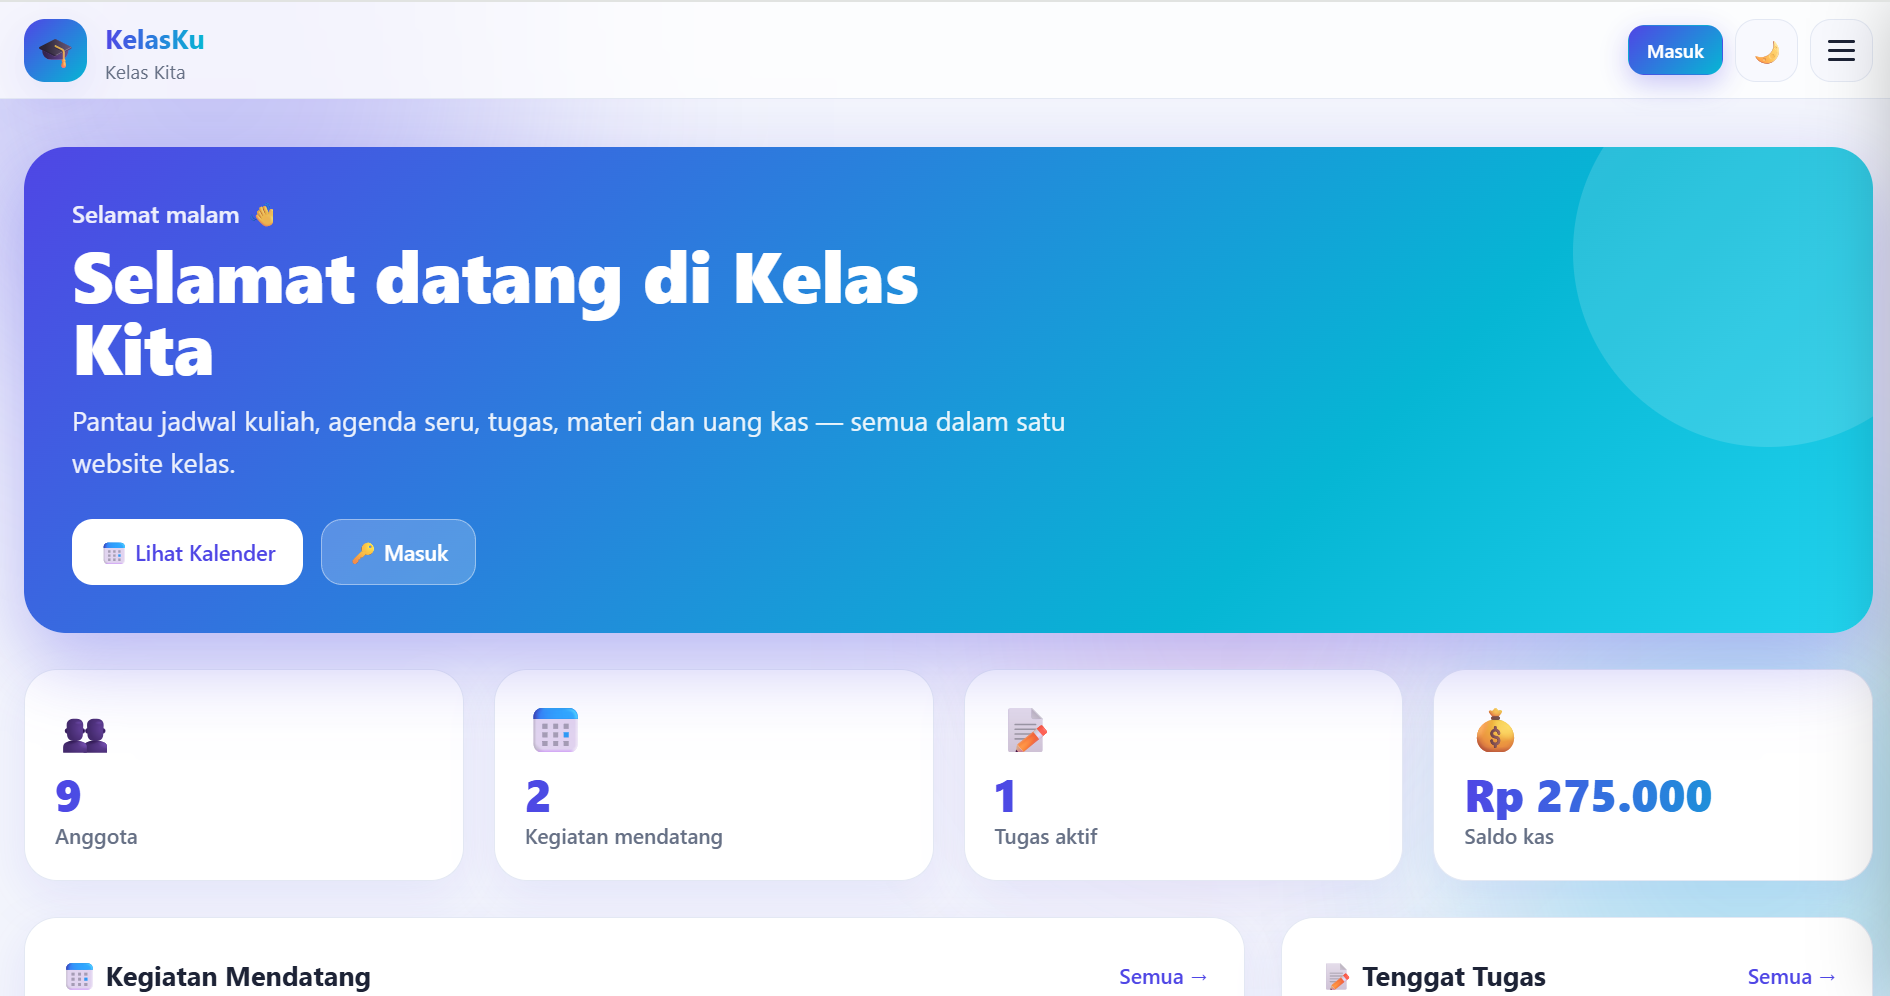 KelasKu
Kelas Kita
Masuk
Selamat malam 👋
Selamat datang di Kelas
Kita
Pantau jadwal kuliah, agenda seru, tugas, materi dan uang kas — semua dalam satu
website kelas.
Lihat Kalender
Masuk
9
Anggota
2
Kegiatan mendatang
1
Tugas aktif
Rp 275.000
Saldo kas
Kegiatan Mendatang
Semua →
Tenggat Tugas
Semua →